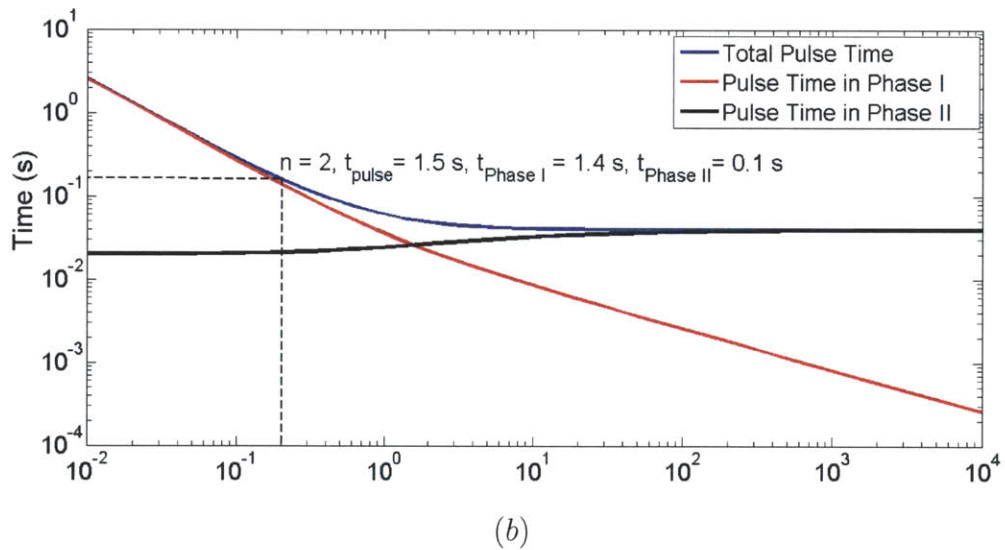 10^1
10^0
10^-1
10^-2
10^-3
10^-4
Time (s)
Total Pulse Time
Pulse Time in Phase I
Pulse Time in Phase II
n = 2, t_pulse = 1.5 s, t_Phase I = 1.4 s, t_Phase II = 0.1 s
10^-2 10^-1 10^0 10^1 10^2 10^3 10^4
(b)